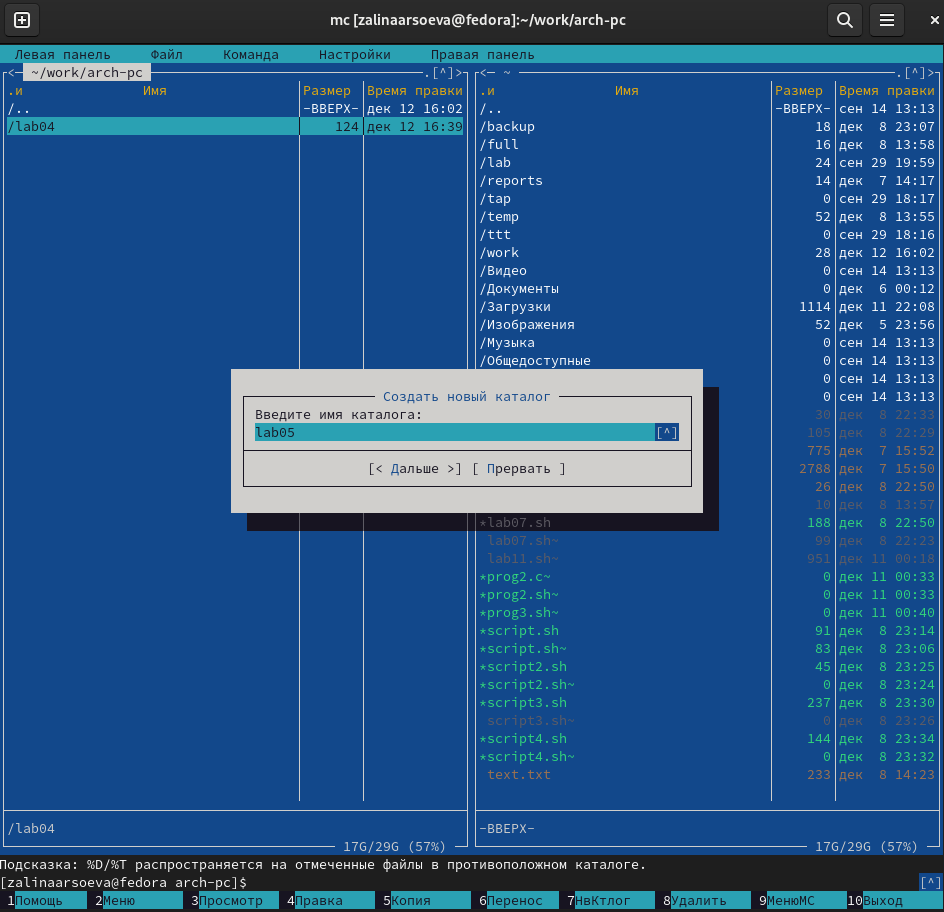 mc [zalinaarsoeva@fedora]:~/work/arch-pc
Левая панель Файл Команда Настройки Правая панель
<─ ~/work/arch-pc ─.[^]>
.и Имя Размер Время правки
/.. -ВВЕРХ- дек 12 16:02
/lab04 124 дек 12 16:39
/lab04
17G/29G (57%)
<─ ~ ─.[^]>
.и Имя Размер Время правки
/.. -ВВЕРХ- сен 14 13:13
/backup 18 дек 8 23:07
/full 16 дек 8 13:58
/lab 24 сен 29 19:59
/reports 14 дек 7 14:17
/tap 0 сен 29 18:17
/temp 52 дек 8 13:55
/ttt 0 сен 29 18:16
/work 28 дек 12 16:02
/Видео 0 сен 14 13:13
/Документы 0 дек 6 00:12
/Загрузки 1114 дек 11 22:08
/Изображения 52 дек 5 23:56
/Музыка 0 сен 14 13:13
/Общедоступные 0 сен 14 13:13
0 сен 14 13:13
0 сен 14 13:13
30 дек 8 22:33
105 дек 8 22:29
775 дек 7 15:52
2788 дек 7 15:50
26 дек 8 22:50
10 дек 8 13:57
*lab07.sh 188 дек 8 22:50
lab07.sh~ 99 дек 8 22:23
lab11.sh~ 951 дек 11 00:18
*prog2.c~ 0 дек 11 00:33
*prog2.sh~ 0 дек 11 00:33
*prog3.sh~ 0 дек 11 00:40
*script.sh 91 дек 8 23:14
*script.sh~ 83 дек 8 23:06
*script2.sh 45 дек 8 23:25
*script2.sh~ 0 дек 8 23:24
*script3.sh 237 дек 8 23:30
script3.sh~ 0 дек 8 23:26
*script4.sh 144 дек 8 23:34
*script4.sh~ 0 дек 8 23:32
text.txt 233 дек 8 14:23
-ВВЕРХ-
17G/29G (57%)
Создать новый каталог
Введите имя каталога:
lab05 [^]
[< Дальше >] [ Прервать ]
Подсказка: %D/%T распространяется на отмеченные файлы в противоположном каталоге.
[zalinaarsoeva@fedora arch-pc]$ [^]
1Помощь 2Меню 3Просмотр 4Правка 5Копия 6Перенос 7НвКтлог 8Удалить 9МенюМС 10Выход